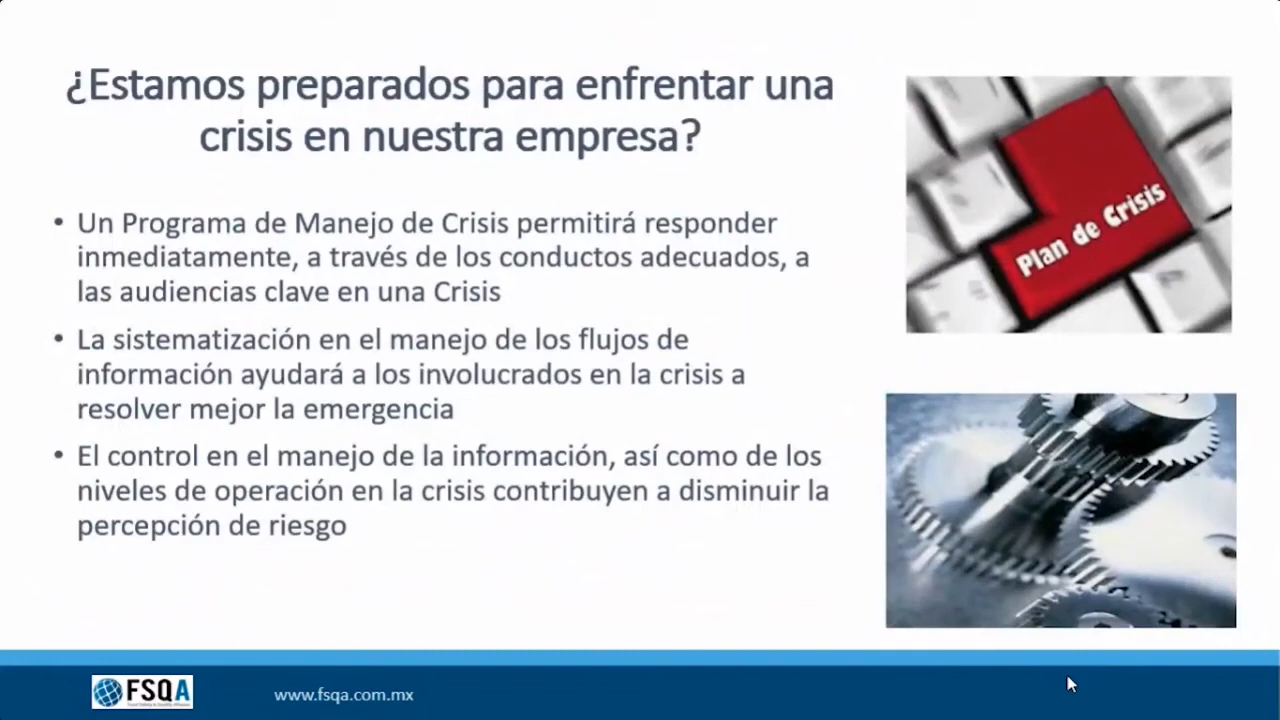 ¿Estamos preparados para enfrentar una
crisis en nuestra empresa?
• Un Programa de Manejo de Crisis permitirá responder
inmediatamente, a través de los conductos adecuados, a
las audiencias clave en una Crisis
• La sistematización en el manejo de los flujos de
información ayudará a los involucrados en la crisis a
resolver mejor la emergencia
• El control en el manejo de la información, así como de los
niveles de operación en la crisis contribuyen a disminuir la
percepción de riesgo
Plan de Crisis
FSQA
www.fsqa.com.mx